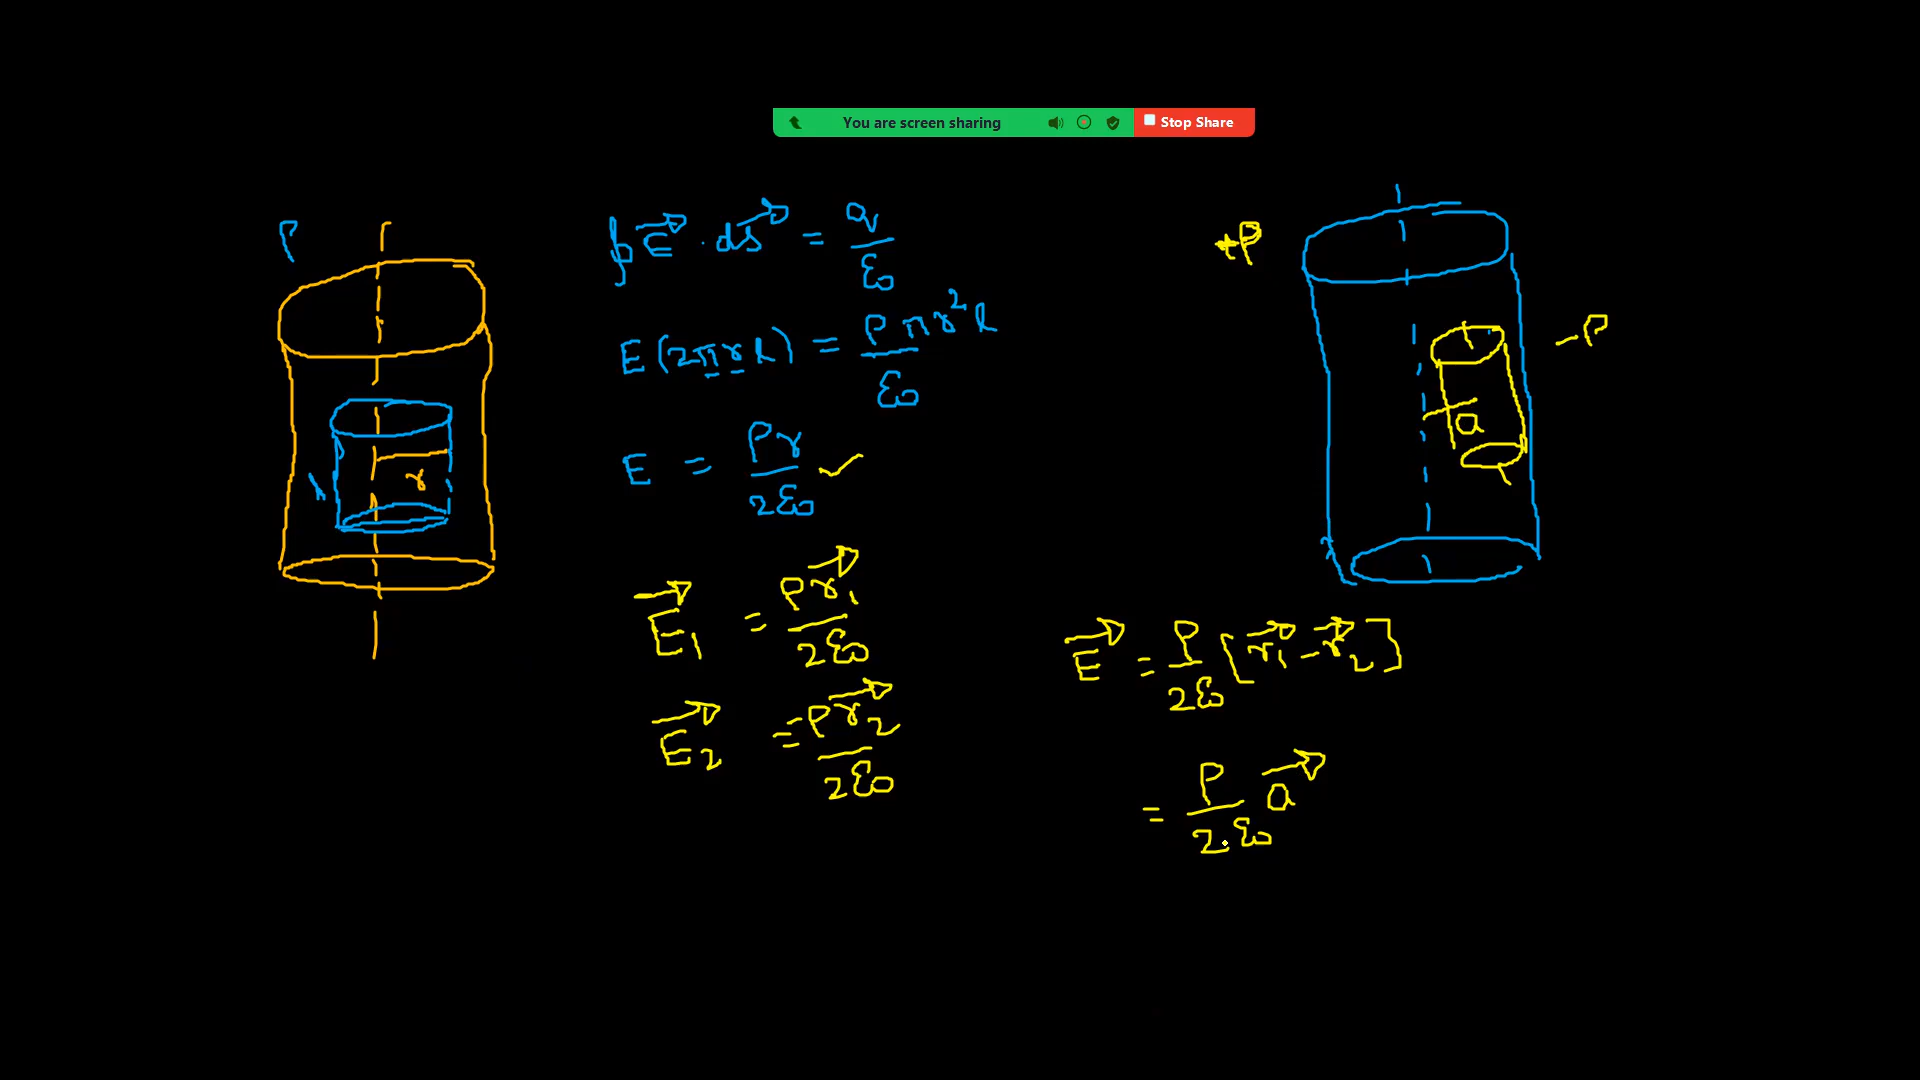 You are screen sharing Stop Share
ρ
∮ E⃗ · ds⃗ = q/ε0
E (2πrl) = ρπr²l/ε0
E = ρr/2ε0 ✓
E⃗1 = ρr⃗1/2ε0
E⃗2 = ρr⃗2/2ε0
l
r
+ρ
-ρ
a
E⃗ = ρ/2ε0 [r⃗1 - r⃗2]
= ρ/2ε0 a⃗